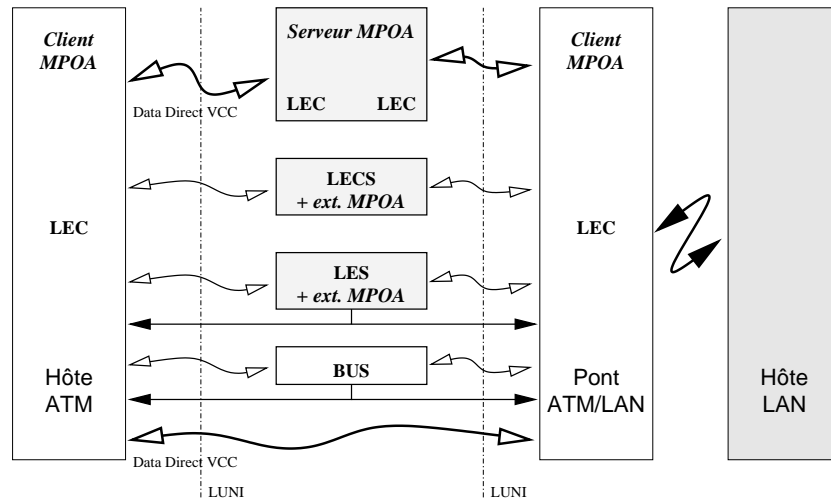 Client
MPOA
Serveur MPOA
Client
MPOA
LEC
LEC
Data Direct VCC
LECS
+ ext. MPOA
LEC
LEC
LES
+ ext. MPOA
BUS
Hôte
ATM
Pont
ATM/LAN
Hôte
LAN
Data Direct VCC
LUNI
LUNI